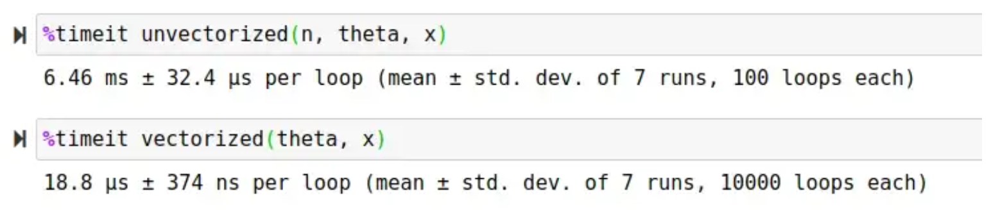 %timeit unvectorized(n, theta, x)
6.46 ms ± 32.4 µs per loop (mean ± std. dev. of 7 runs, 100 loops each)
%timeit vectorized(theta, x)
18.8 µs ± 374 ns per loop (mean ± std. dev. of 7 runs, 10000 loops each)